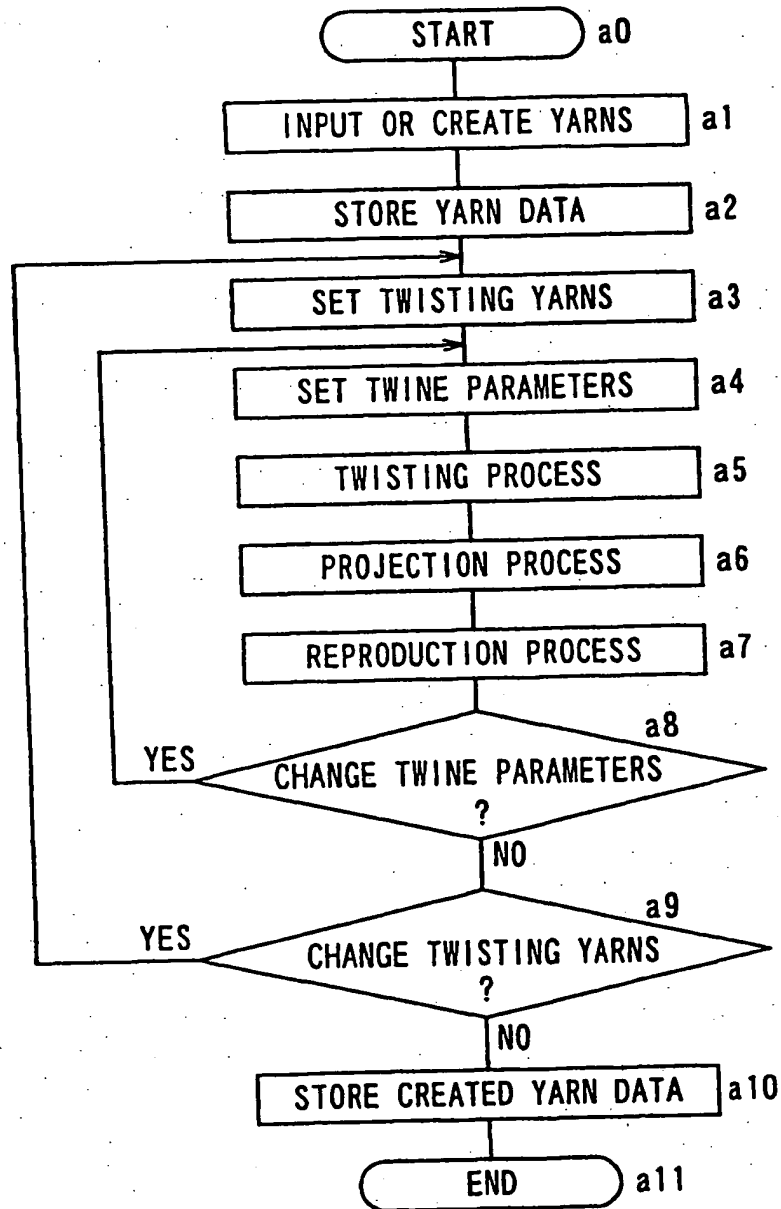 START a0
INPUT OR CREATE YARNS a1
STORE YARN DATA a2
SET TWISTING YARNS a3
SET TWINE PARAMETERS a4
TWISTING PROCESS a5
PROJECTION PROCESS a6
REPRODUCTION PROCESS a7
a8
YES CHANGE TWINE PARAMETERS
?
NO
a9
YES CHANGE TWISTING YARNS
?
NO
STORE CREATED YARN DATA a10
END a11